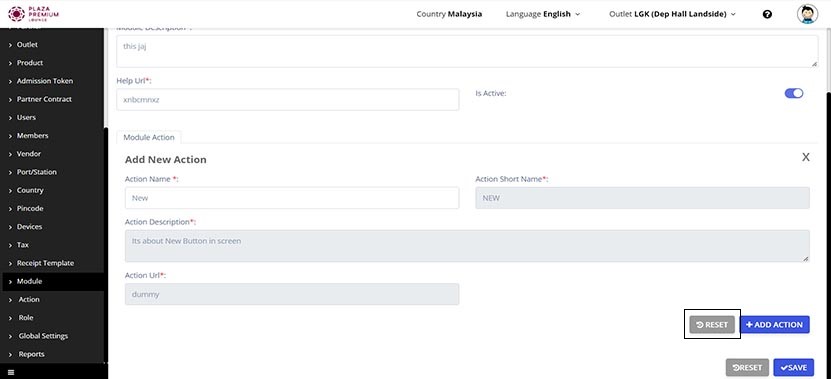 PLAZA
PREMIUM
LOUNGE
Country Malaysia
Language English
Outlet LGK (Dep Hall Landside)
?
Outlet
Product
Admission Token
Partner Contract
Users
Members
Vendor
Port/Station
Country
Pincode
Devices
Tax
Receipt Template
Module
Action
Role
Global Settings
Reports
Module Description*:
this jaj
Help Url*:
xnbcmnxz
Is Active:
Module Action
Add New Action
X
Action Name *:
New
Action Short Name*:
NEW
Action Description*:
Its about New Button in screen
Action Url*:
dummy
RESET
+ ADD ACTION
RESET
SAVE